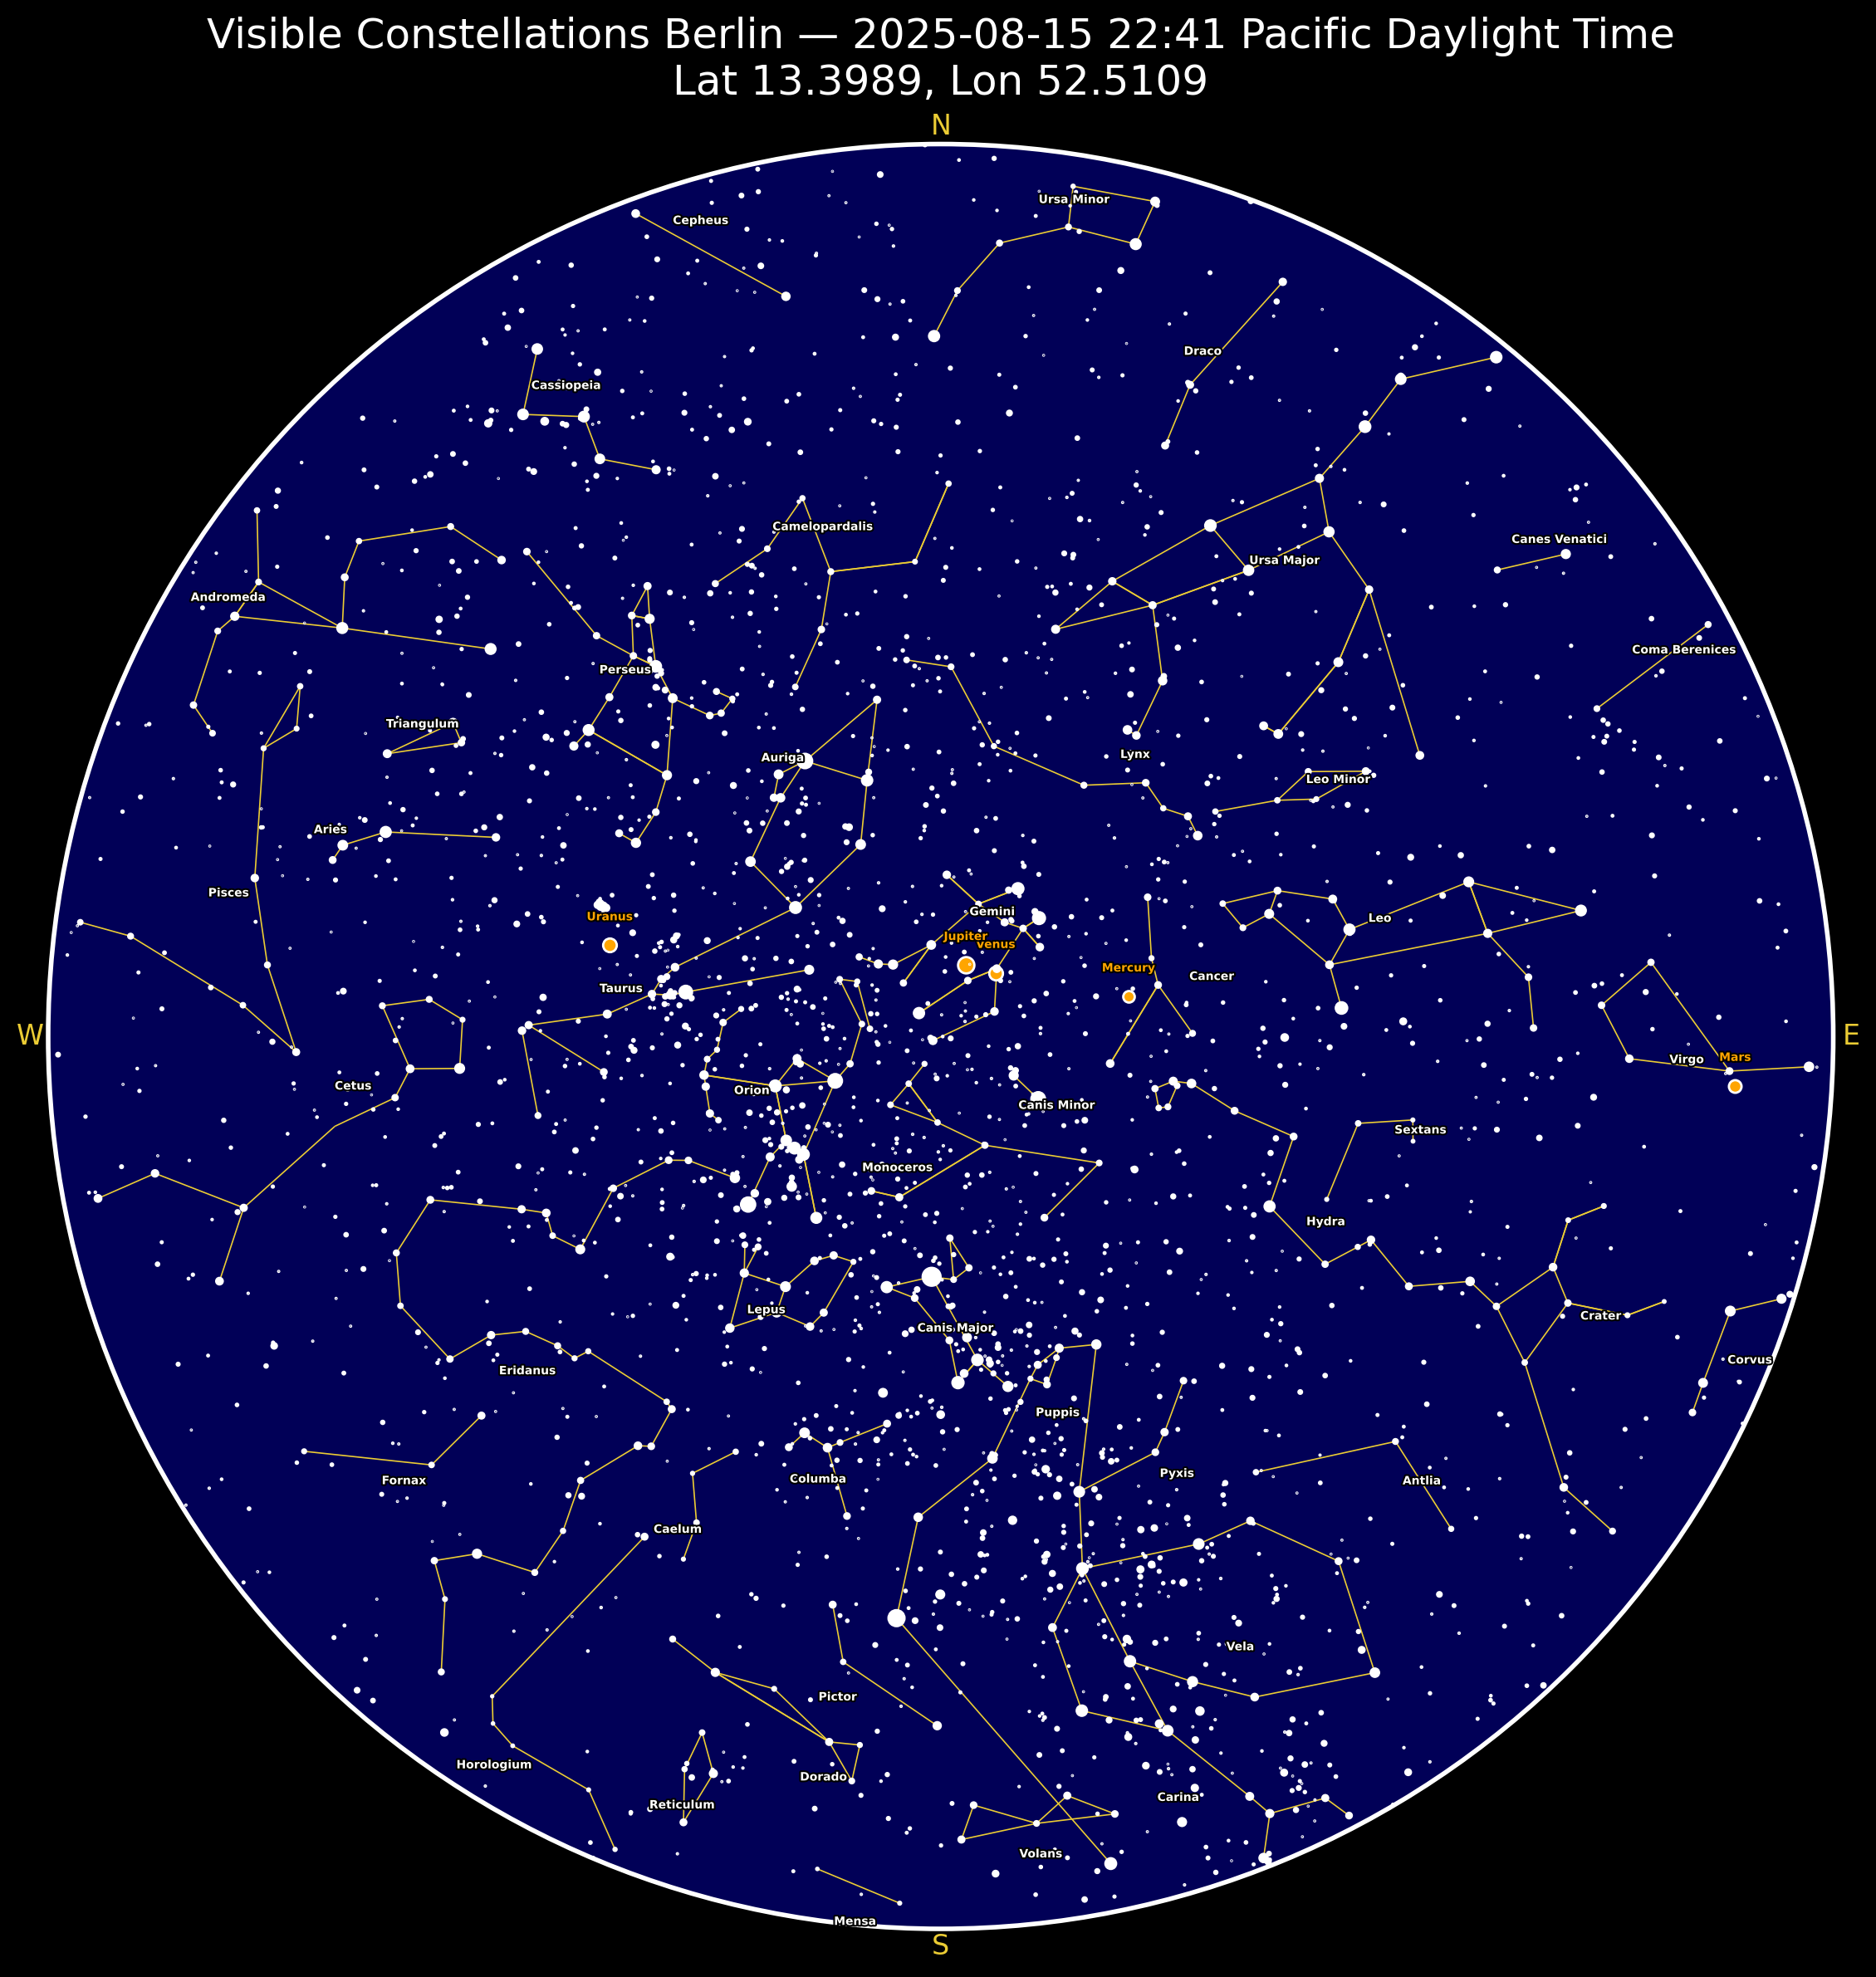 Visible Constellations Berlin — 2025-08-15 22:41 Pacific Daylight Time
Lat 13.3989, Lon 52.5109
N
Ursa Minor
Cepheus
Draco
Cassiopeia
Camelopardalis
Canes Venatici
Ursa Major
Andromeda
Coma Berenices
Perseus
Triangulum
Lynx
Auriga
Leo Minor
Aries
Pisces
Gemini
Uranus
Leo
Jupiter
Venus
Mercury
Cancer
Taurus
W
E
Mars
Virgo
Cetus
Orion
Canis Minor
Sextans
Monoceros
Hydra
Lepus
Crater
Canis Major
Corvus
Eridanus
Puppis
Pyxis
Columba
Fornax
Antlia
Caelum
Vela
Pictor
Horologium
Dorado
Carina
Reticulum
Volans
Mensa
S